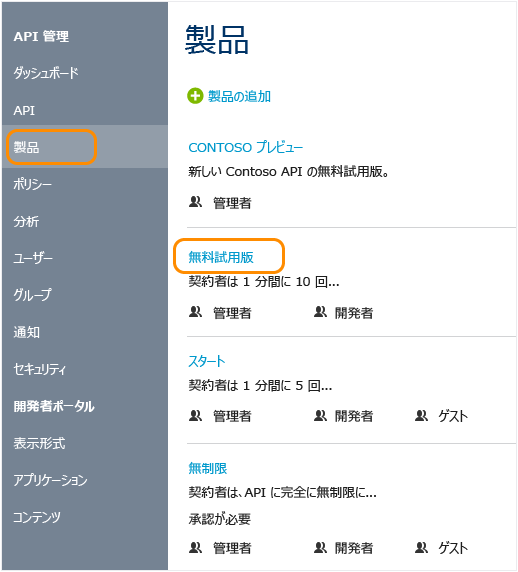 API 管理
ダッシュボード
API
製品
ポリシー
分析
ユーザー
グループ
通知
セキュリティ
開発者ポータル
表示形式
アプリケーション
コンテンツ
製品
製品の追加
CONTOSO プレビュー
新しい Contoso API の無料試用版。
管理者
無料試用版
契約者は 1 分間に 10 回...
管理者 開発者
スタート
契約者は 1 分間に 5 回...
管理者 開発者 ゲスト
無制限
契約者は、API に完全に無制限に...
承認が必要
管理者 開発者 ゲスト